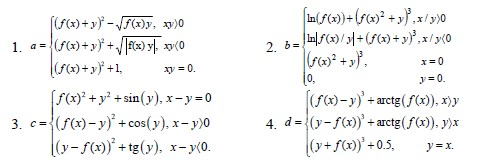 1. a = { (f(x)+y)² − √f(x)y, xy⟩0
(f(x)+y)² + √|f(x)y|, xy⟨0
(f(x)+y)² +1, xy = 0.
2. b = { ln(f(x))+(f(x)² + y)³, x / y⟩0
ln|f(x)/ y|+(f(x)+y)³, x / y⟨0
(f(x)² + y)³, x = 0
0, y = 0.
3. c = { f(x)² + y² + sin(y), x − y = 0
(f(x) − y)² + cos(y), x − y⟩0
(y − f(x))² + tg(y), x − y⟨0.
4. d = { (f(x) − y)³ + arctg(f(x)), x⟩y
(y − f(x))³ + arctg(f(x)), y⟩x
(y + f(x))³ + 0.5, y = x.